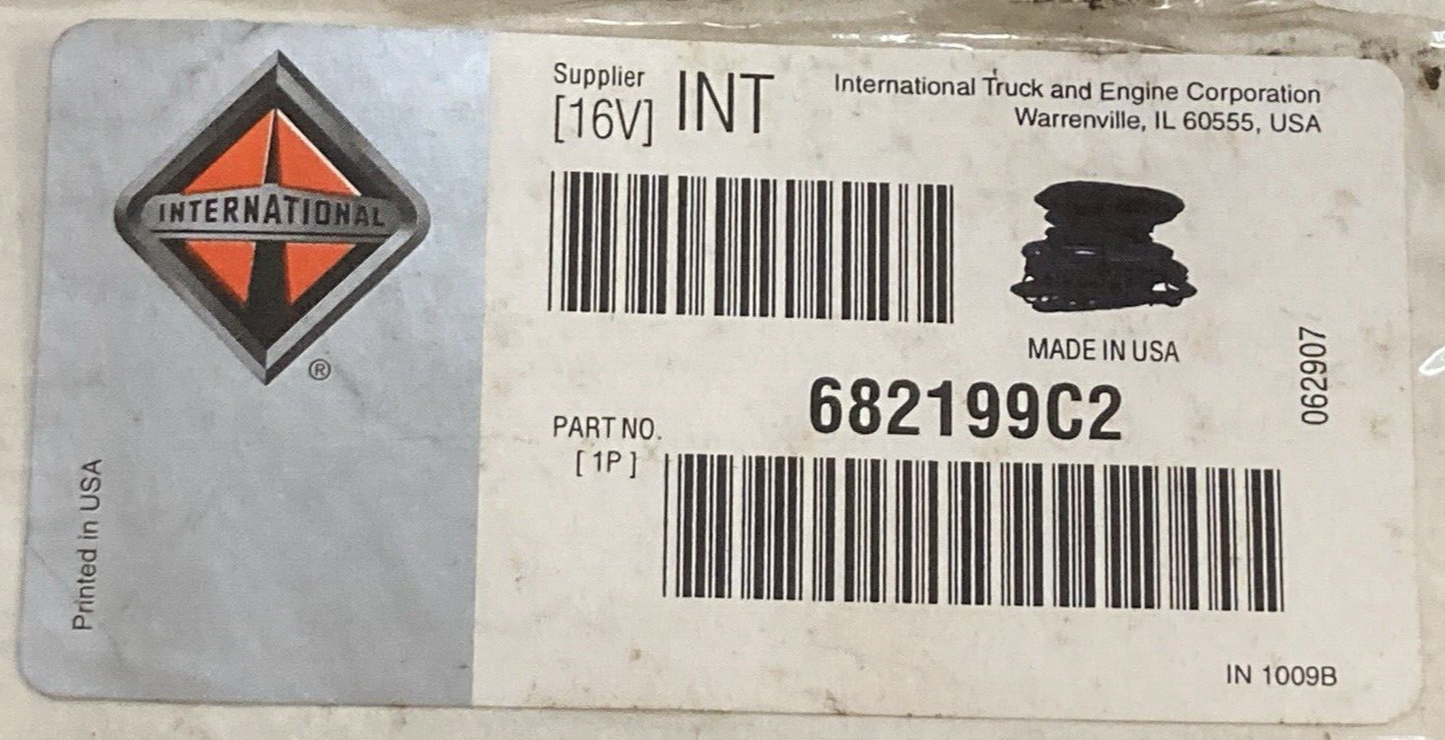 INTERNATIONAL
®
Printed in USA
Supplier
[16V] INT
International Truck and Engine Corporation
Warrenville, IL 60555, USA
MADE IN USA
062907
682199C2
PART NO.
[ 1P ]
IN 1009B